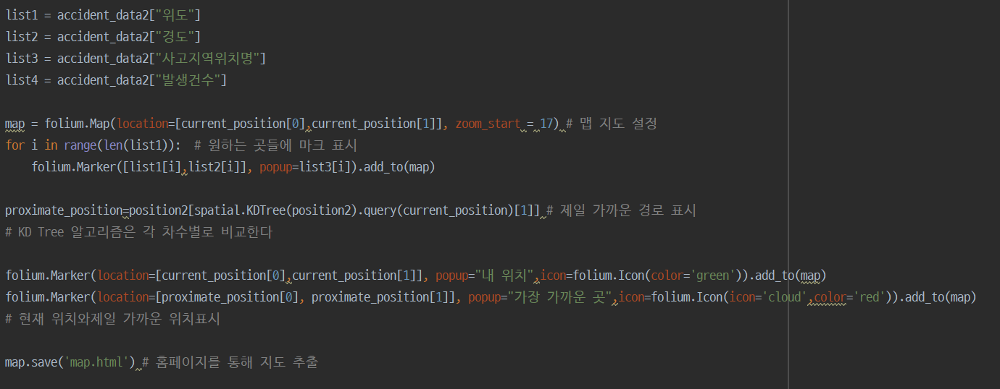 list1 = accident_data2["위도"]
list2 = accident_data2["경도"]
list3 = accident_data2["사고지역위치명"]
list4 = accident_data2["발생건수"]
map = folium.Map(location=[current_position[0],current_position[1]], zoom_start = 17) # 맵 지도 설정
for i in range(len(list1)):  # 원하는 곳들에 마크 표시
    folium.Marker([list1[i],list2[i]], popup=list3[i]).add_to(map)
proximate_position=position2[spatial.KDTree(position2).query(current_position)[1]] # 제일 가까운 경로 표시
# KD Tree 알고리즘은 각 차수별로 비교한다
folium.Marker(location=[current_position[0],current_position[1]], popup="내 위치",icon=folium.Icon(color='green')).add_to(map)
folium.Marker(location=[proximate_position[0], proximate_position[1]], popup="가장 가까운 곳",icon=folium.Icon(icon='cloud',color='red')).add_to(map)
# 현재 위치와제일 가까운 위치표시
map.save('map.html') # 홈페이지를 통해 지도 추출